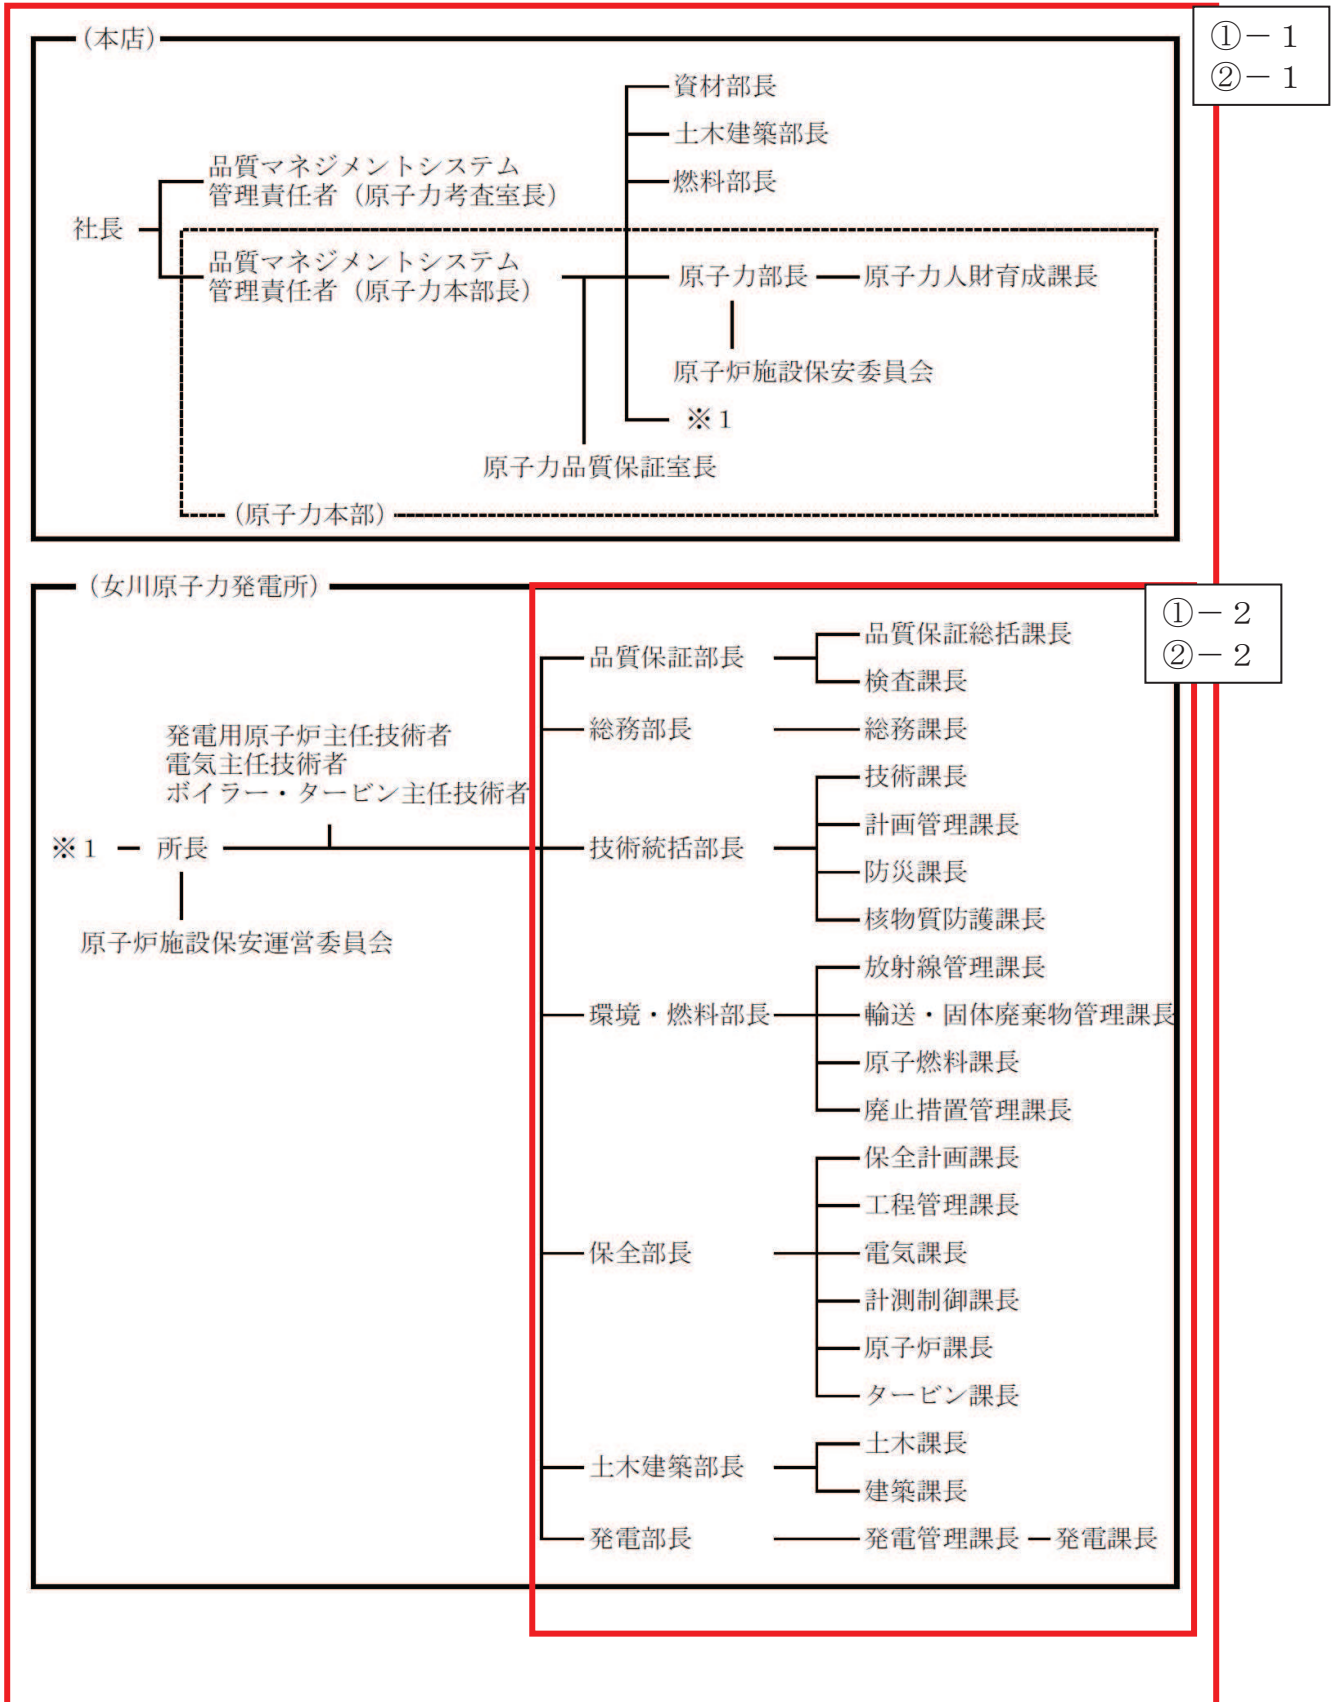 ①－１
②－１
（本店）
資材部長
土木建築部長
燃料部長
品質マネジメントシステム
管理責任者（原子力考査室長）
社長
品質マネジメントシステム
管理責任者（原子力本部長）
原子力部長
原子力人財育成課長
原子炉施設保安委員会
※１
原子力品質保証室長
（原子力本部）
（女川原子力発電所）
①－２
②－２
品質保証部長
品質保証総括課長
検査課長
総務部長
総務課長
発電用原子炉主任技術者
電気主任技術者
ボイラー・タービン主任技術者
※１
所長
原子炉施設保安運営委員会
技術統括部長
技術課長
計画管理課長
防災課長
核物質防護課長
環境・燃料部長
放射線管理課長
輸送・固体廃棄物管理課長
原子燃料課長
廃止措置管理課長
保全部長
保全計画課長
工程管理課長
電気課長
計測制御課長
原子炉課長
タービン課長
土木建築部長
土木課長
建築課長
発電部長
発電管理課長
発電課長